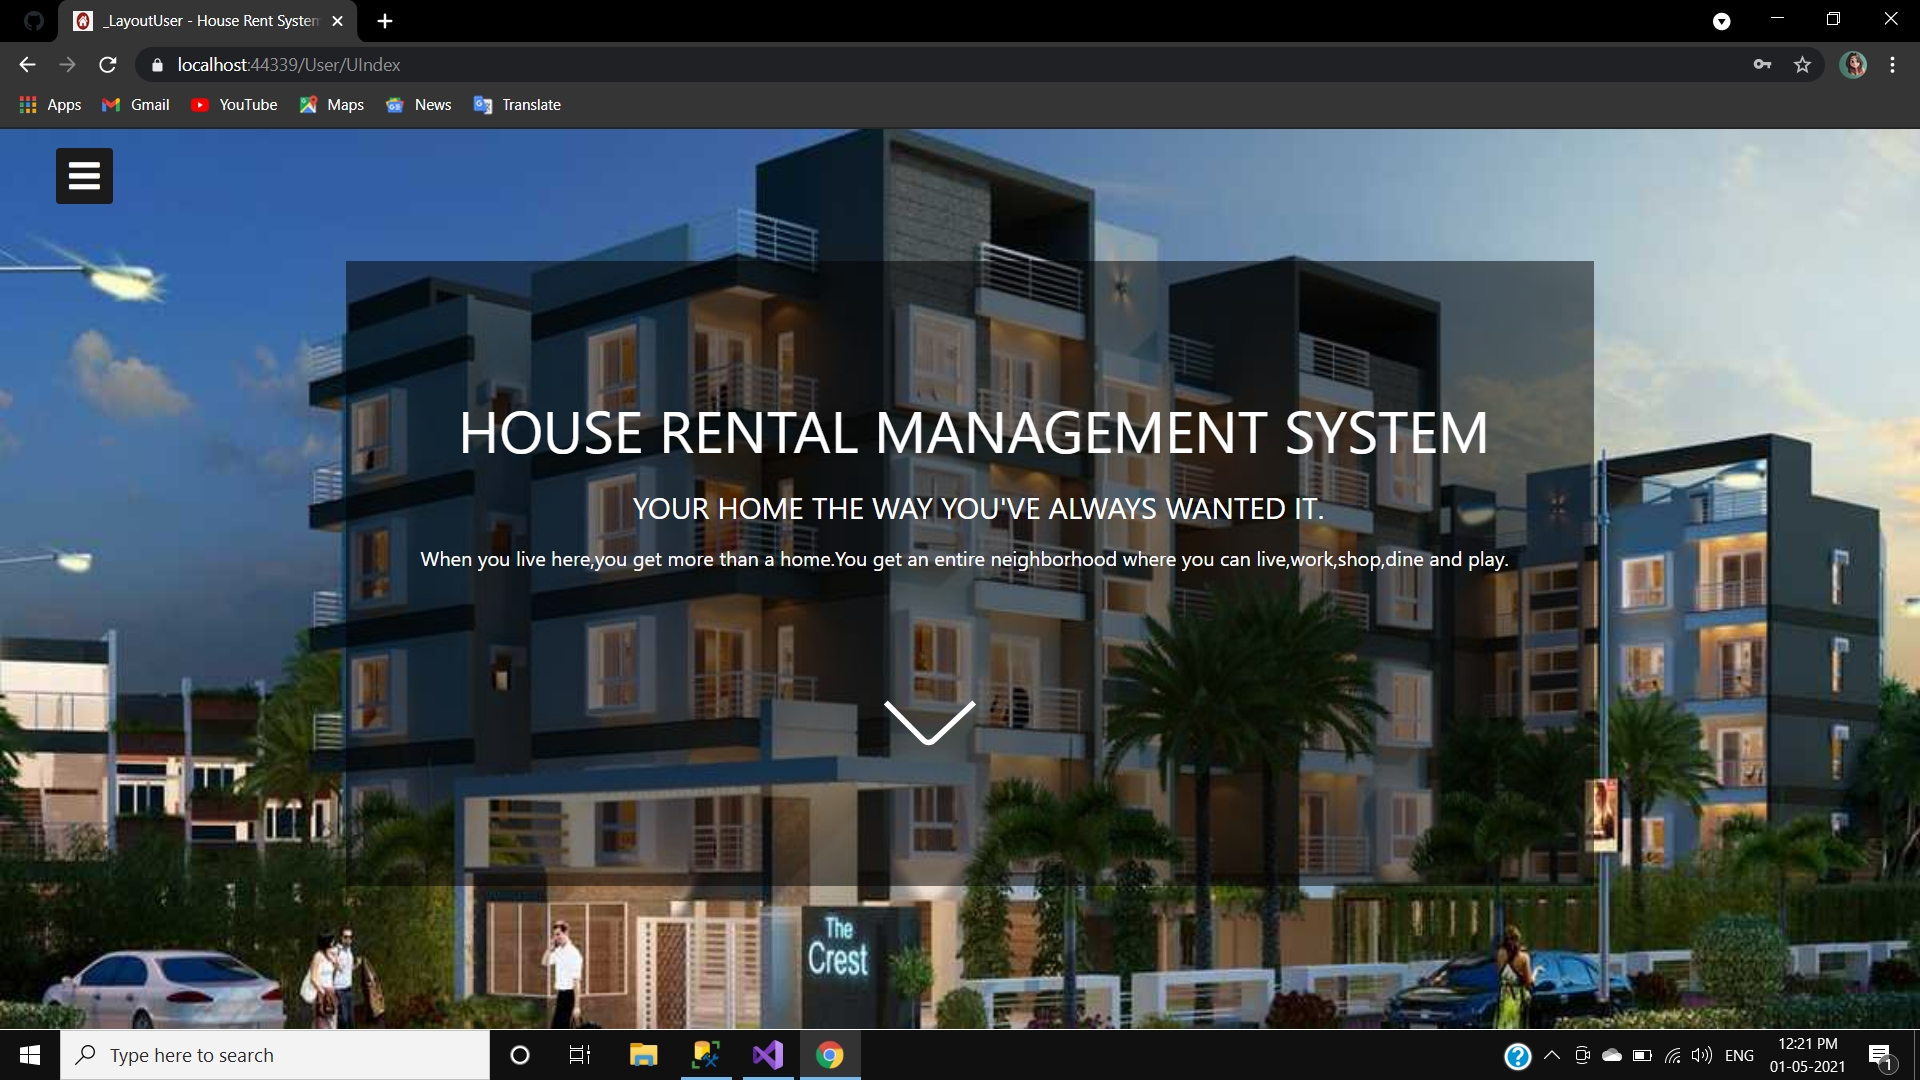 _LayoutUser - House Rent System
localhost:44339/User/UIndex
Apps Gmail YouTube Maps News Translate
HOUSE RENTAL MANAGEMENT SYSTEM
YOUR HOME THE WAY YOU'VE ALWAYS WANTED IT.
When you live here,you get more than a home.You get an entire neighborhood where you can live,work,shop,dine and play.
The
Crest
Type here to search
ENG
12:21 PM
01-05-2021
1